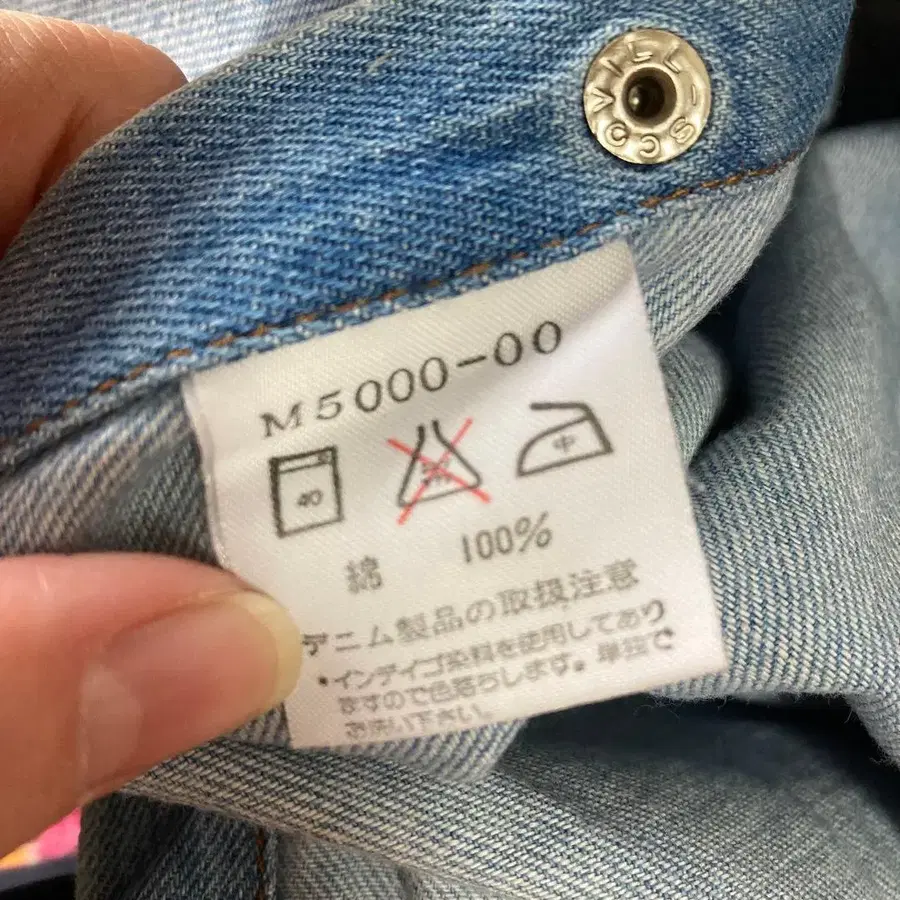 VILL
SCC
M5000-00
40
中
綿 100%
デニム製品の取扱注意
・インディゴ染料を使用してあり
ますので色落ちします。単独で
お洗い下さい。